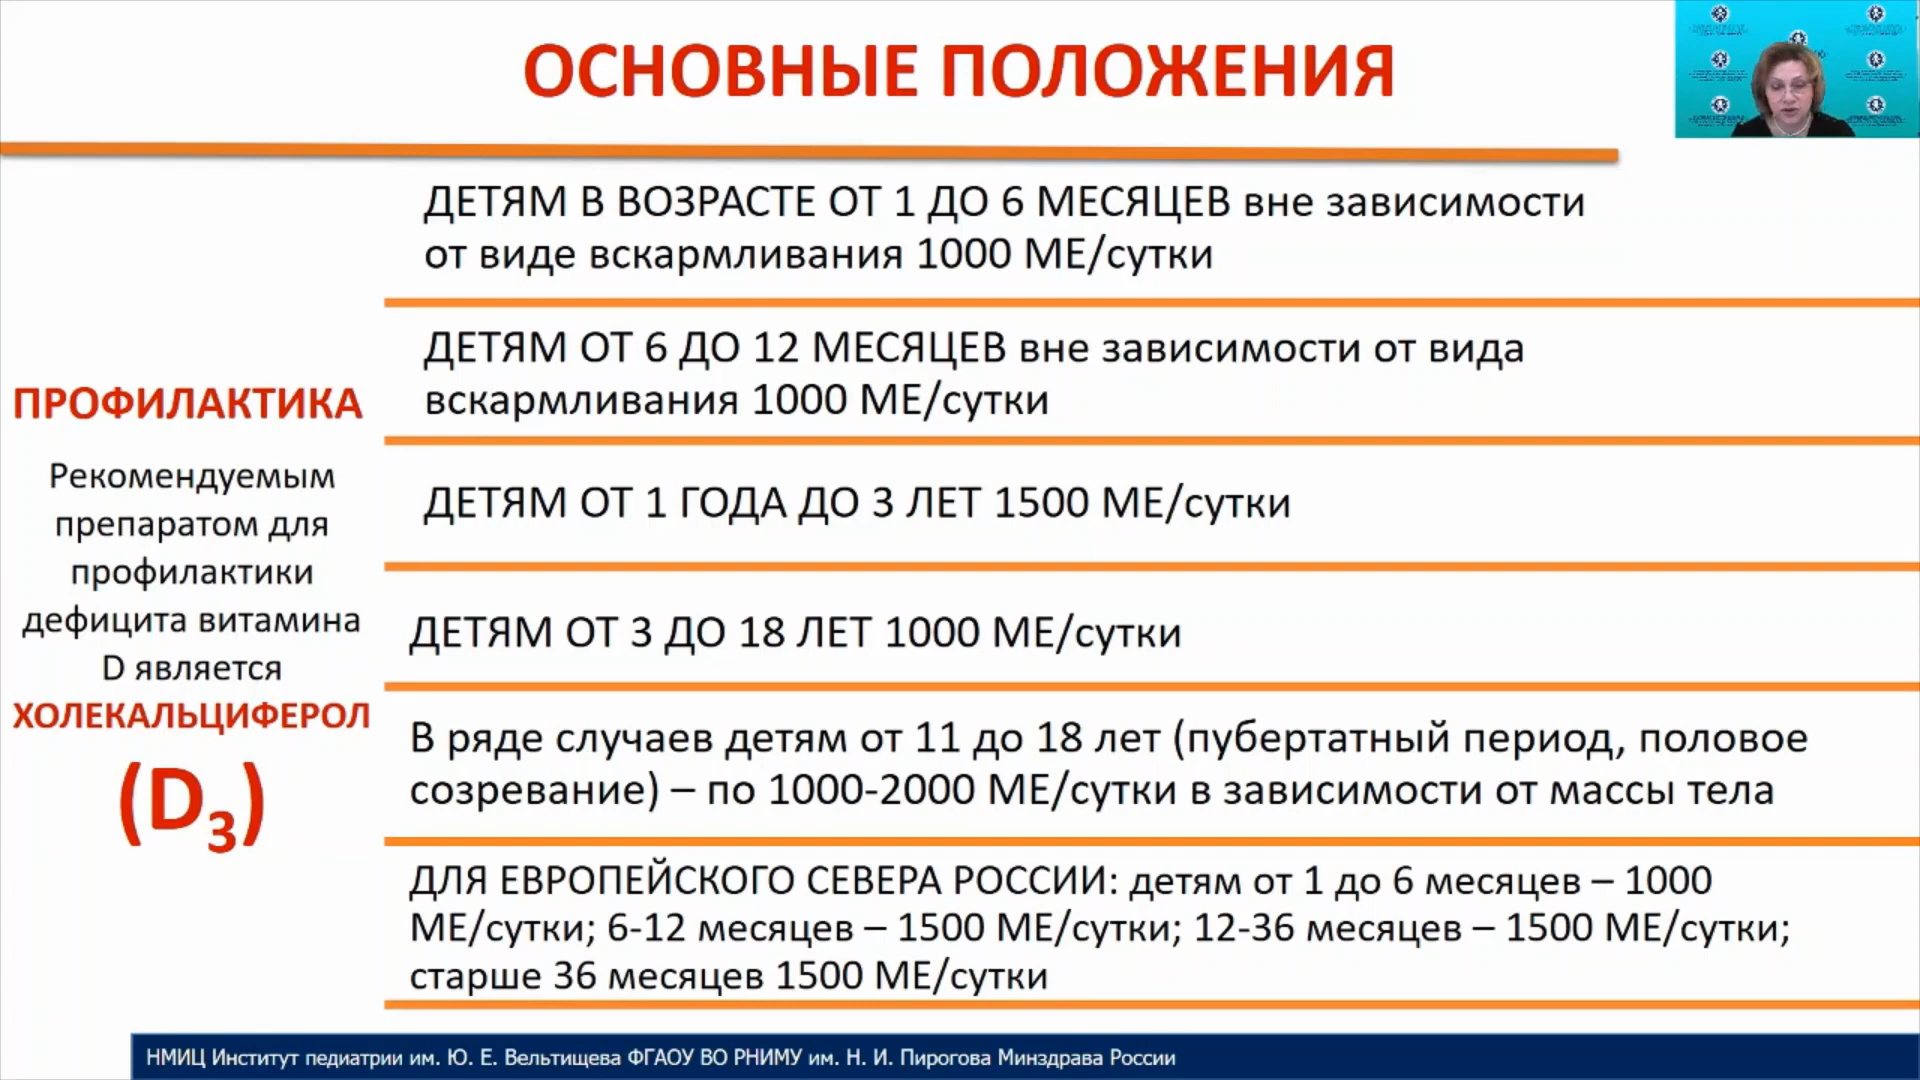 ОСНОВНЫЕ ПОЛОЖЕНИЯ
ПРОФИЛАКТИКА
Рекомендуемым
препаратом для
профилактики
дефицита витамина
D является
ХОЛЕКАЛЬЦИФЕРОЛ
(D3)
ДЕТЯМ В ВОЗРАСТЕ ОТ 1 ДО 6 МЕСЯЦЕВ вне зависимости
от виде вскармливания 1000 МЕ/сутки
ДЕТЯМ ОТ 6 ДО 12 МЕСЯЦЕВ вне зависимости от вида
вскармливания 1000 МЕ/сутки
ДЕТЯМ ОТ 1 ГОДА ДО 3 ЛЕТ 1500 МЕ/сутки
ДЕТЯМ ОТ 3 ДО 18 ЛЕТ 1000 МЕ/сутки
В ряде случаев детям от 11 до 18 лет (пубертатный период, половое
созревание) – по 1000-2000 МЕ/сутки в зависимости от массы тела
ДЛЯ ЕВРОПЕЙСКОГО СЕВЕРА РОССИИ: детям от 1 до 6 месяцев – 1000
МЕ/сутки; 6-12 месяцев – 1500 МЕ/сутки; 12-36 месяцев – 1500 МЕ/сутки;
старше 36 месяцев 1500 МЕ/сутки
НМИЦ Институт педиатрии им. Ю. Е. Вельтищева ФГАОУ ВО РНИМУ им. Н. И. Пирогова Минздрава России